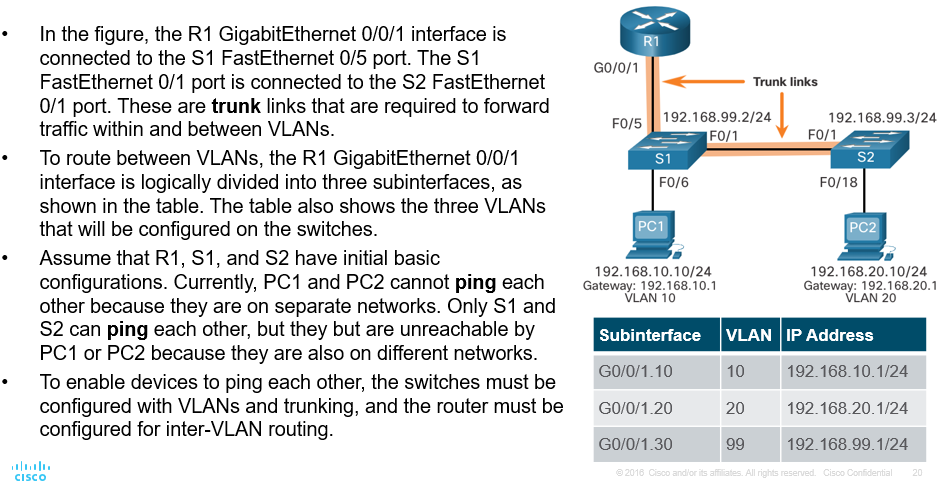 • In the figure, the R1 GigabitEthernet 0/0/1 interface is
connected to the S1 FastEthernet 0/5 port. The S1
FastEthernet 0/1 port is connected to the S2 FastEthernet
0/1 port. These are trunk links that are required to forward
traffic within and between VLANs.
• To route between VLANs, the R1 GigabitEthernet 0/0/1
interface is logically divided into three subinterfaces, as
shown in the table. The table also shows the three VLANs
that will be configured on the switches.
• Assume that R1, S1, and S2 have initial basic
configurations. Currently, PC1 and PC2 cannot ping each
other because they are on separate networks. Only S1 and
S2 can ping each other, but they but are unreachable by
PC1 or PC2 because they are also on different networks.
• To enable devices to ping each other, the switches must be
configured with VLANs and trunking, and the router must be
configured for inter-VLAN routing.
R1
G0/0/1
Trunk links
F0/5
192.168.99.2/24
192.168.99.3/24
F0/1
F0/1
S1
S2
F0/6
F0/18
PC1
PC2
192.168.10.10/24
Gateway: 192.168.10.1
VLAN 10
192.168.20.10/24
Gateway: 192.168.20.1
VLAN 20
Subinterface VLAN IP Address
G0/0/1.10 10 192.168.10.1/24
G0/0/1.20 20 192.168.20.1/24
G0/0/1.30 99 192.168.99.1/24
CISCO
© 2016 Cisco and/or its affiliates. All rights reserved. Cisco Confidential 20